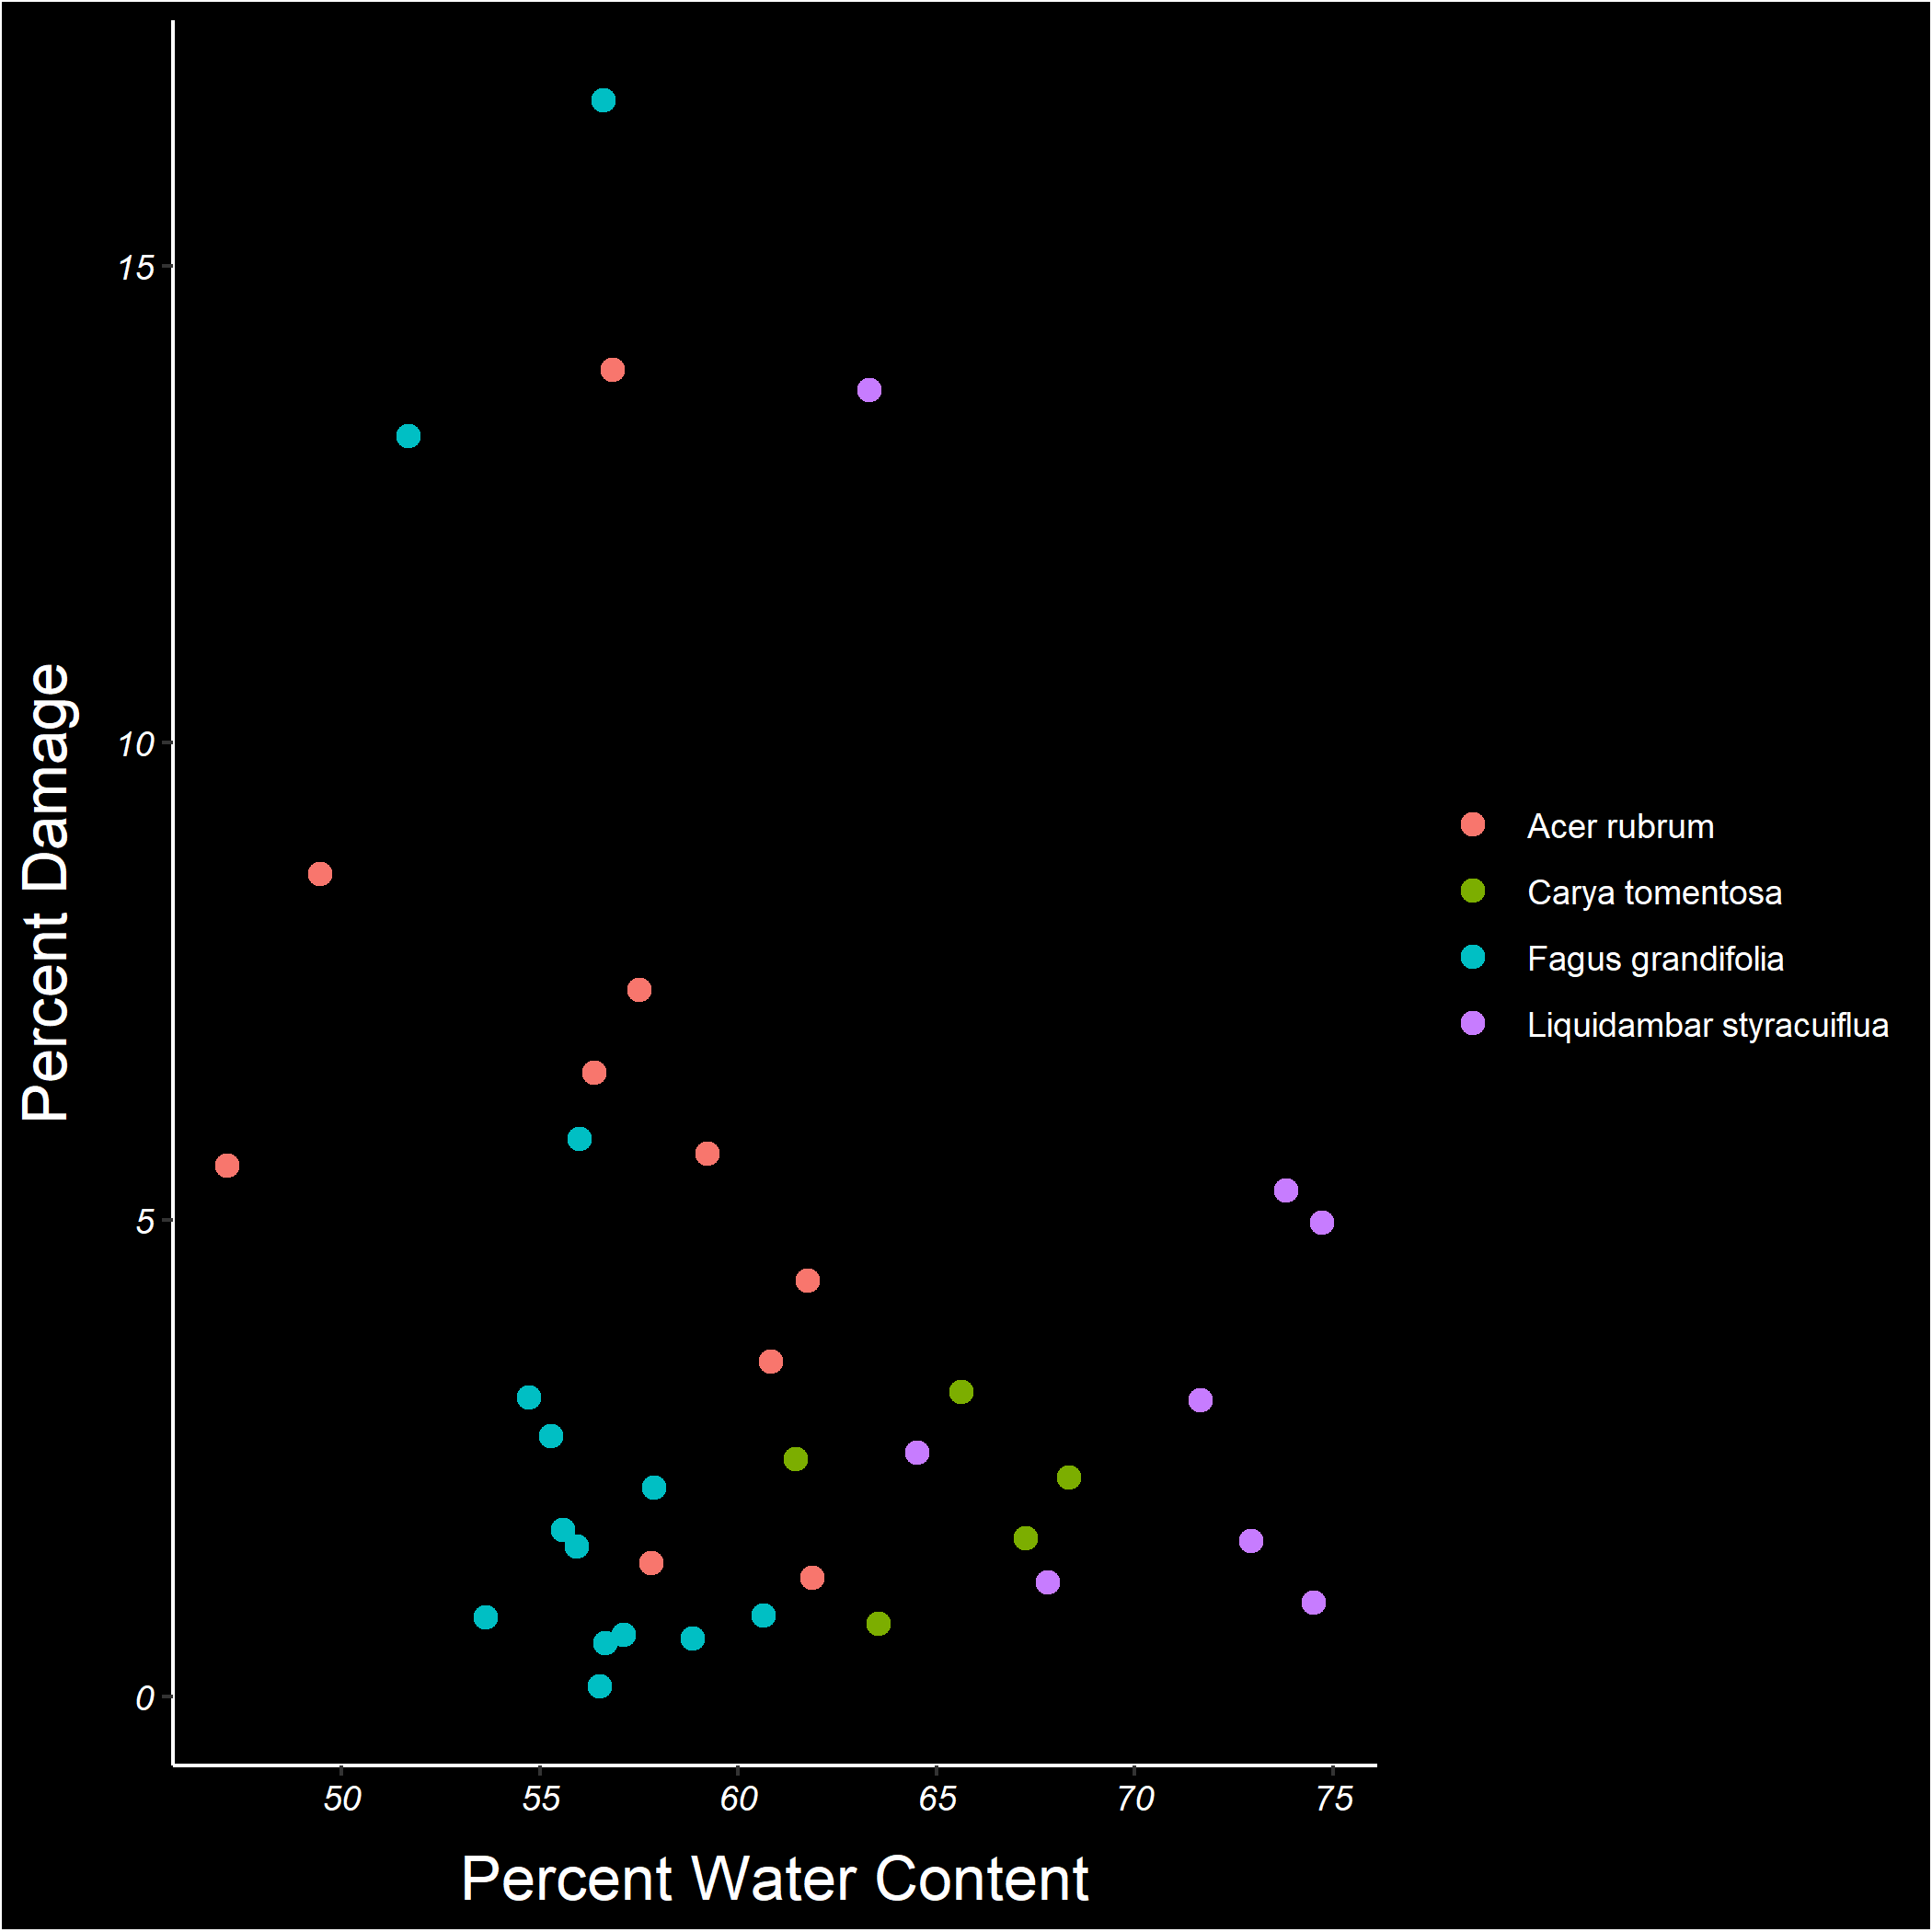 15
10
5
0
Percent Damage
50 55 60 65 70 75
Percent Water Content
Acer rubrum
Carya tomentosa
Fagus grandifolia
Liquidambar styracuiflua